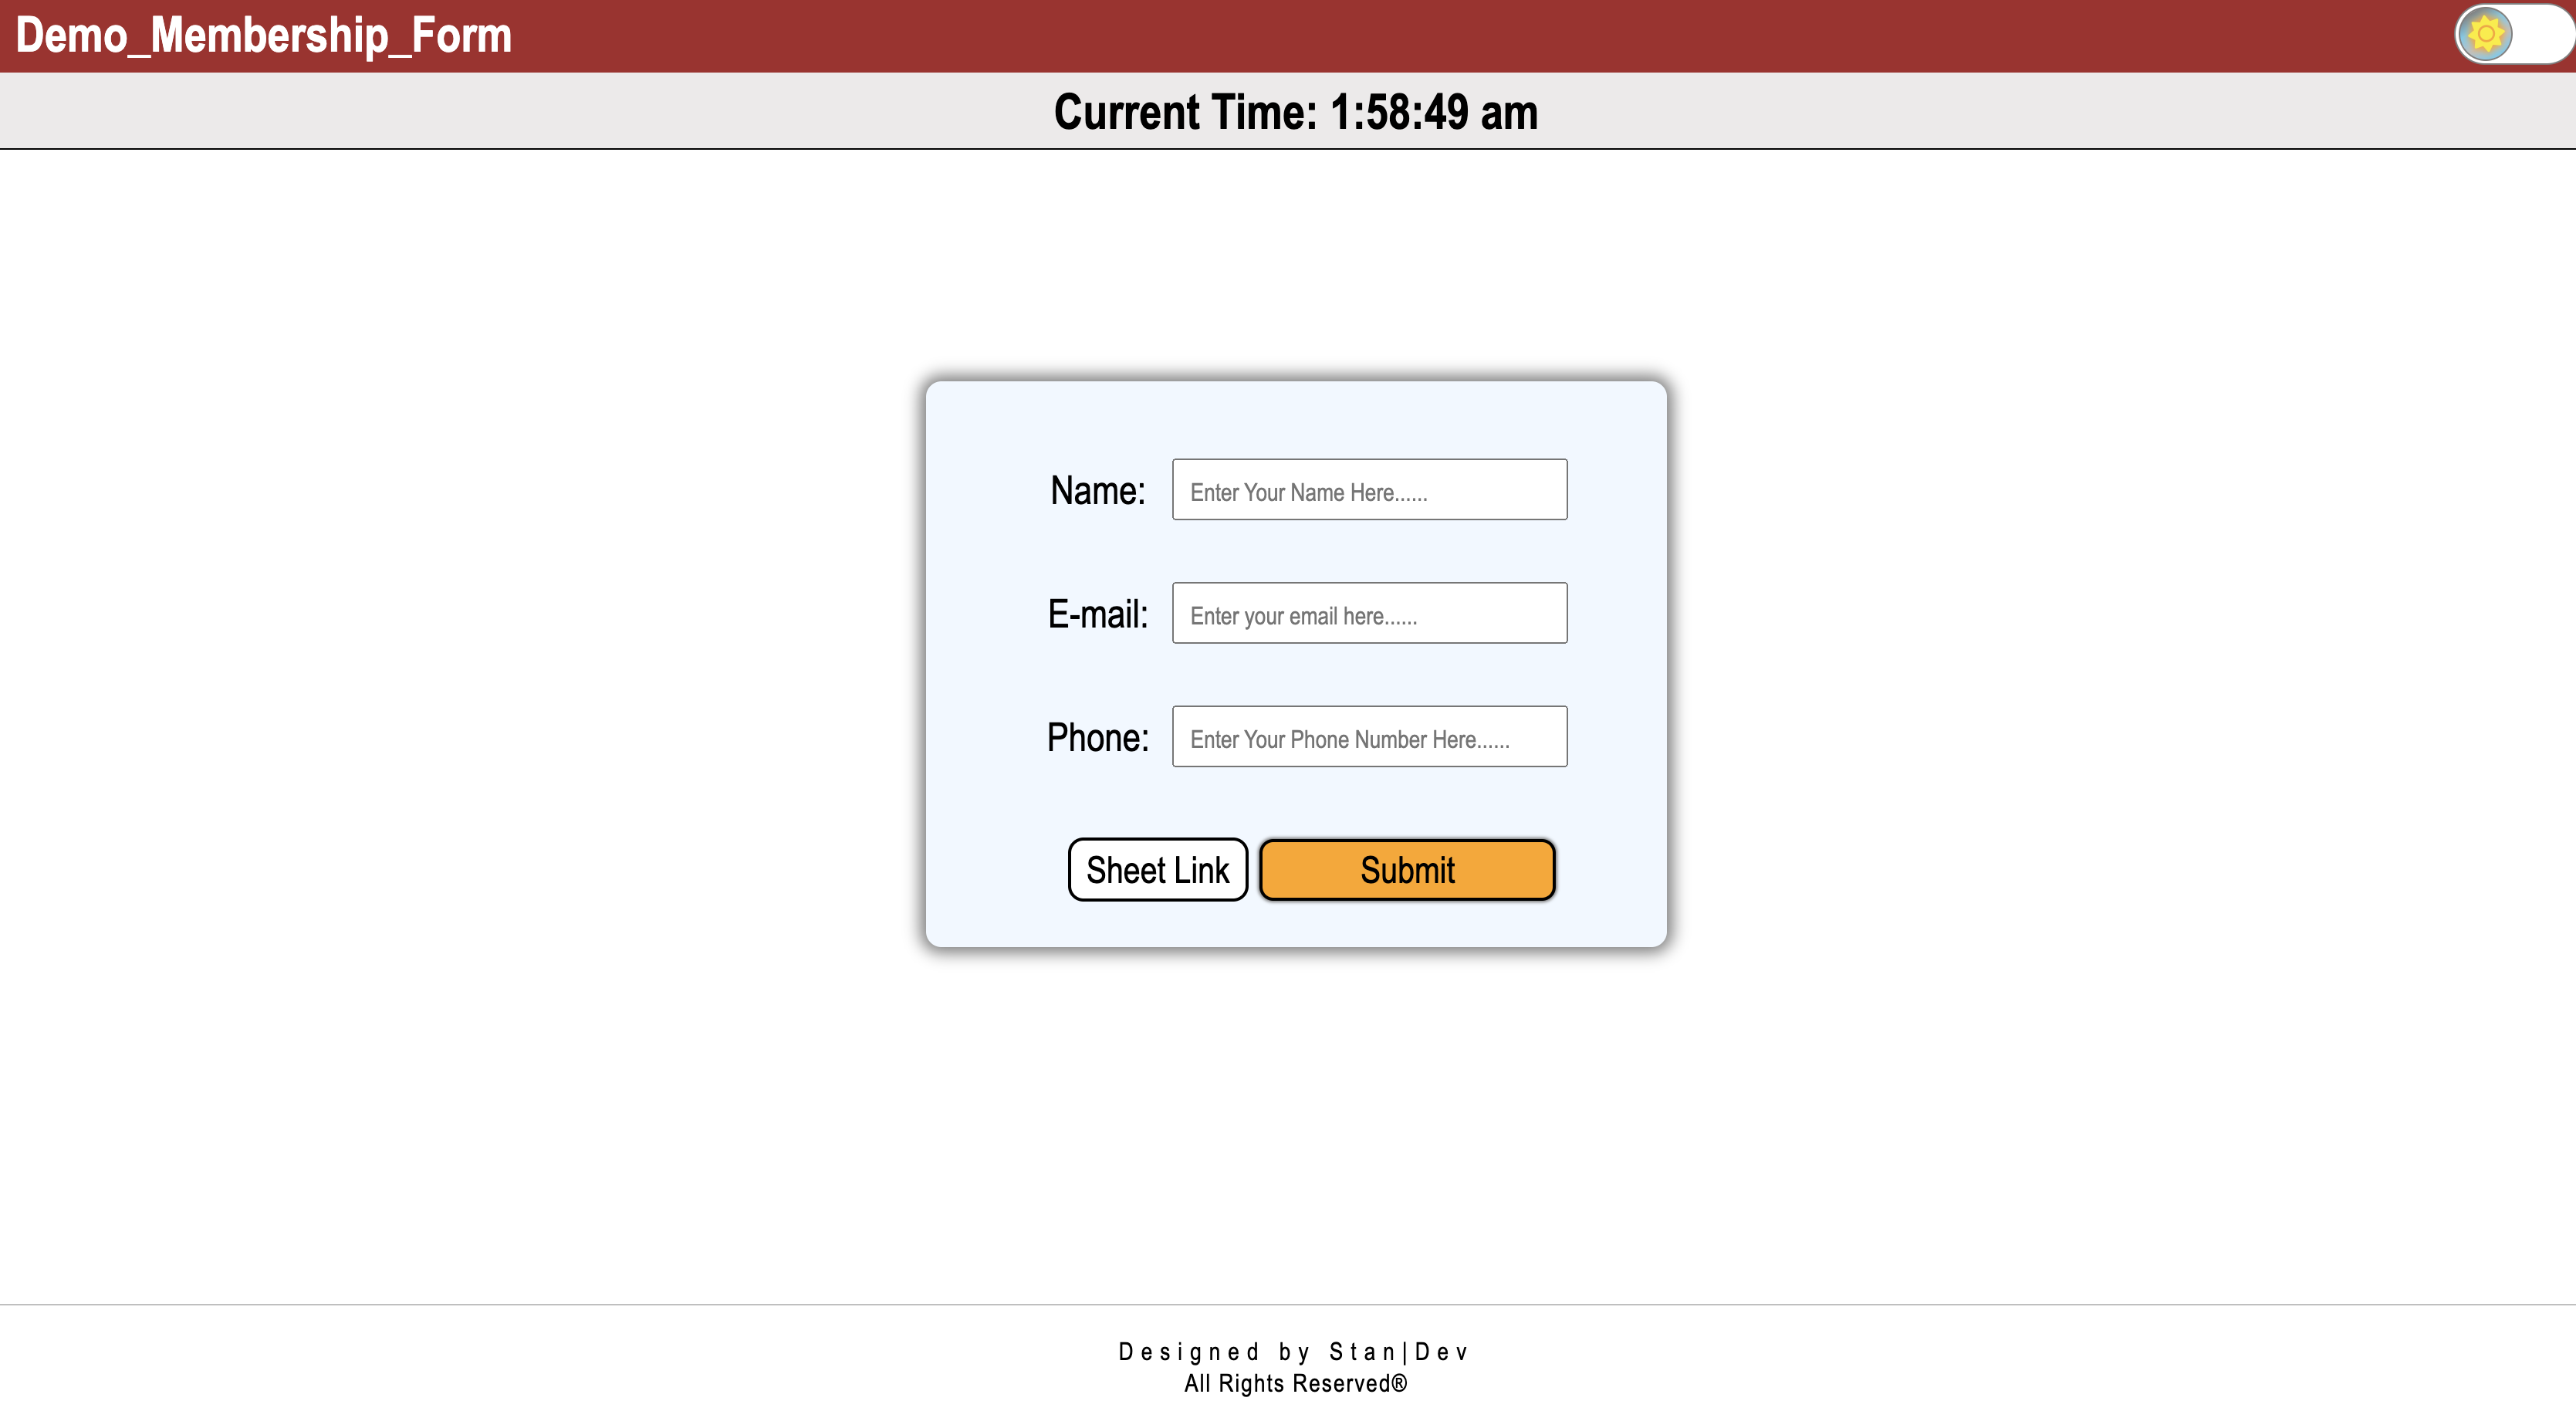 Demo_Membership_Form
Current Time: 1:58:49 am
Name: Enter Your Name Here......
E-mail: Enter your email here......
Phone: Enter Your Phone Number Here......
Sheet Link Submit
Designed by Stan|Dev
All Rights Reserved®